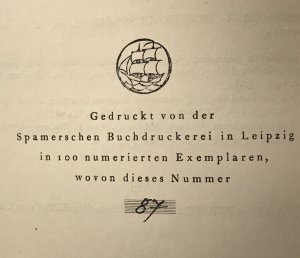 Gedruckt von der
Spamerschen Buchdruckerei in Leipzig
in 100 numerierten Exemplaren,
wovon dieses Nummer
87